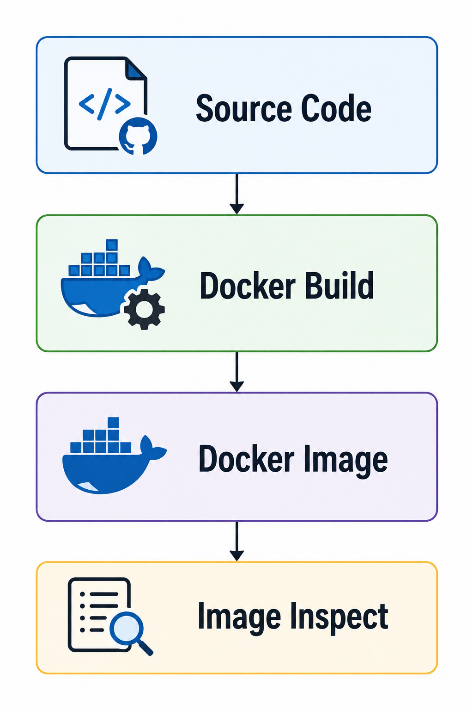 </>
Source Code
Docker Build
Docker Image
Image Inspect